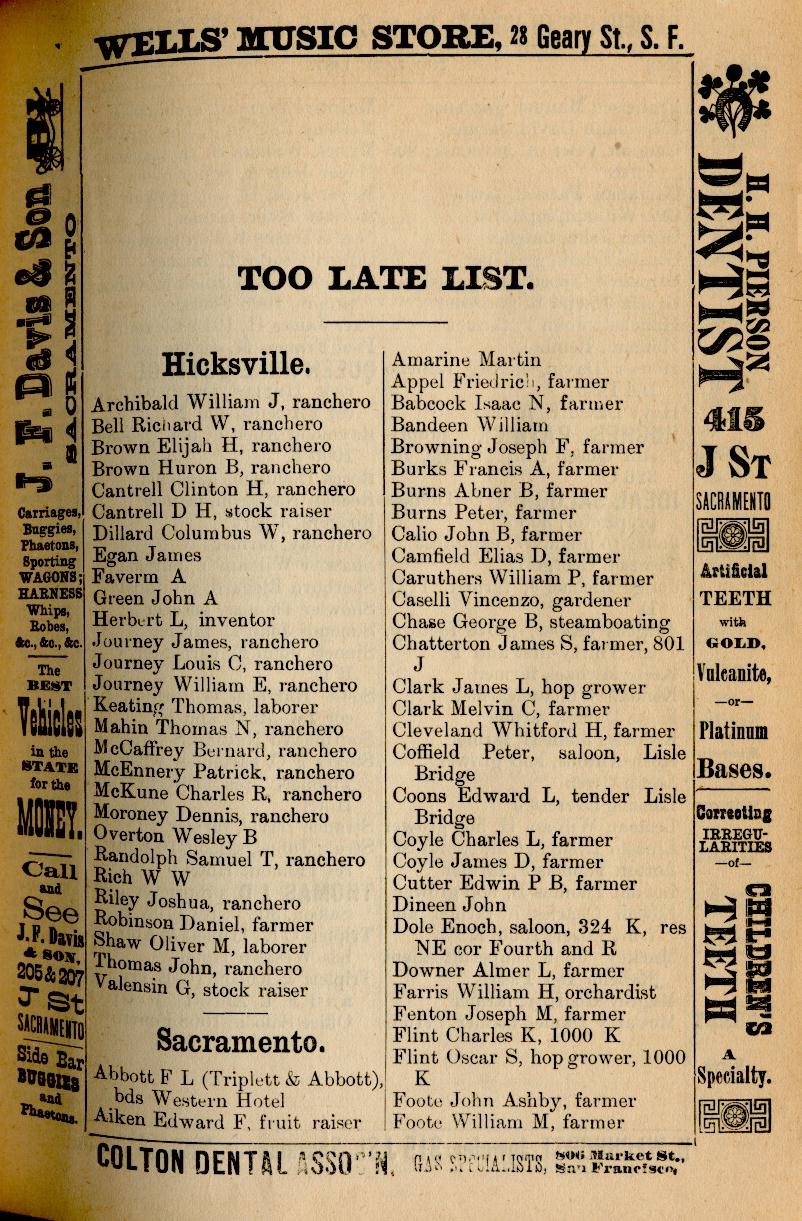 WELLS' MUSIC STORE, 28 Geary St., S. F.
J. F. Davis & Son
SACRAMENTO
Carriages,
Buggies,
Phaetons,
Sporting
WAGONS;
HARNESS
Whips,
Robes,
&c., &c., &c.
The
BEST
Vehicles
in the
STATE
for the
MONEY.
Call
and
See
J. F. Davis
& SON,
205 & 207
J St
SACRAMENTO
Side Bar
BUGGIES
and
Phaetons.
TOO LATE LIST.
Hicksville.
Archibald William J, ranchero
Bell Richard W, ranchero
Brown Elijah H, ranchero
Brown Huron B, ranchero
Cantrell Clinton H, ranchero
Cantrell D H, stock raiser
Dillard Columbus W, ranchero
Egan James
Faverm A
Green John A
Herbert L, inventor
Journey James, ranchero
Journey Louis C, ranchero
Journey William E, ranchero
Keating Thomas, laborer
Mahin Thomas N, ranchero
McCaffrey Bernard, ranchero
McEnnery Patrick, ranchero
McKune Charles R, ranchero
Moroney Dennis, ranchero
Overton Wesley B
Randolph Samuel T, ranchero
Rich W W
Riley Joshua, ranchero
Robinson Daniel, farmer
Shaw Oliver M, laborer
Thomas John, ranchero
Valensin G, stock raiser
Sacramento.
Abbott F L (Triplett & Abbott),
bds Western Hotel
Aiken Edward F, fruit raiser
Amarine Martin
Appel Friedrich, farmer
Babcock Isaac N, farmer
Bandeen William
Browning Joseph F, farmer
Burks Francis A, farmer
Burns Abner B, farmer
Burns Peter, farmer
Calio John B, farmer
Camfield Elias D, farmer
Caruthers William P, farmer
Caselli Vincenzo, gardener
Chase George B, steamboating
Chatterton James S, farmer, 801
J
Clark James L, hop grower
Clark Melvin C, farmer
Cleveland Whitford H, farmer
Coffield Peter, saloon, Lisle
Bridge
Coons Edward L, tender Lisle
Bridge
Coyle Charles L, farmer
Coyle James D, farmer
Cutter Edwin P B, farmer
Dineen John
Dole Enoch, saloon, 324 K, res
NE cor Fourth and R
Downer Almer L, farmer
Farris William H, orchardist
Fenton Joseph M, farmer
Flint Charles K, 1000 K
Flint Oscar S, hop grower, 1000
K
Foote John Ashby, farmer
Foote William M, farmer
H. H. PIERSON
DENTIST
415
J ST
SACRAMENTO
Artificial
TEETH
with
GOLD,
Vulcanite,
—or—
Platinum
Bases.
Correcting
IRREGU-
LARITIES
—of—
CHILDREN'S
TEETH
A
Specialty.
COLTON DENTAL ASSO''N, GAS SPECIALISTS, 806 Market St., San Francisco,